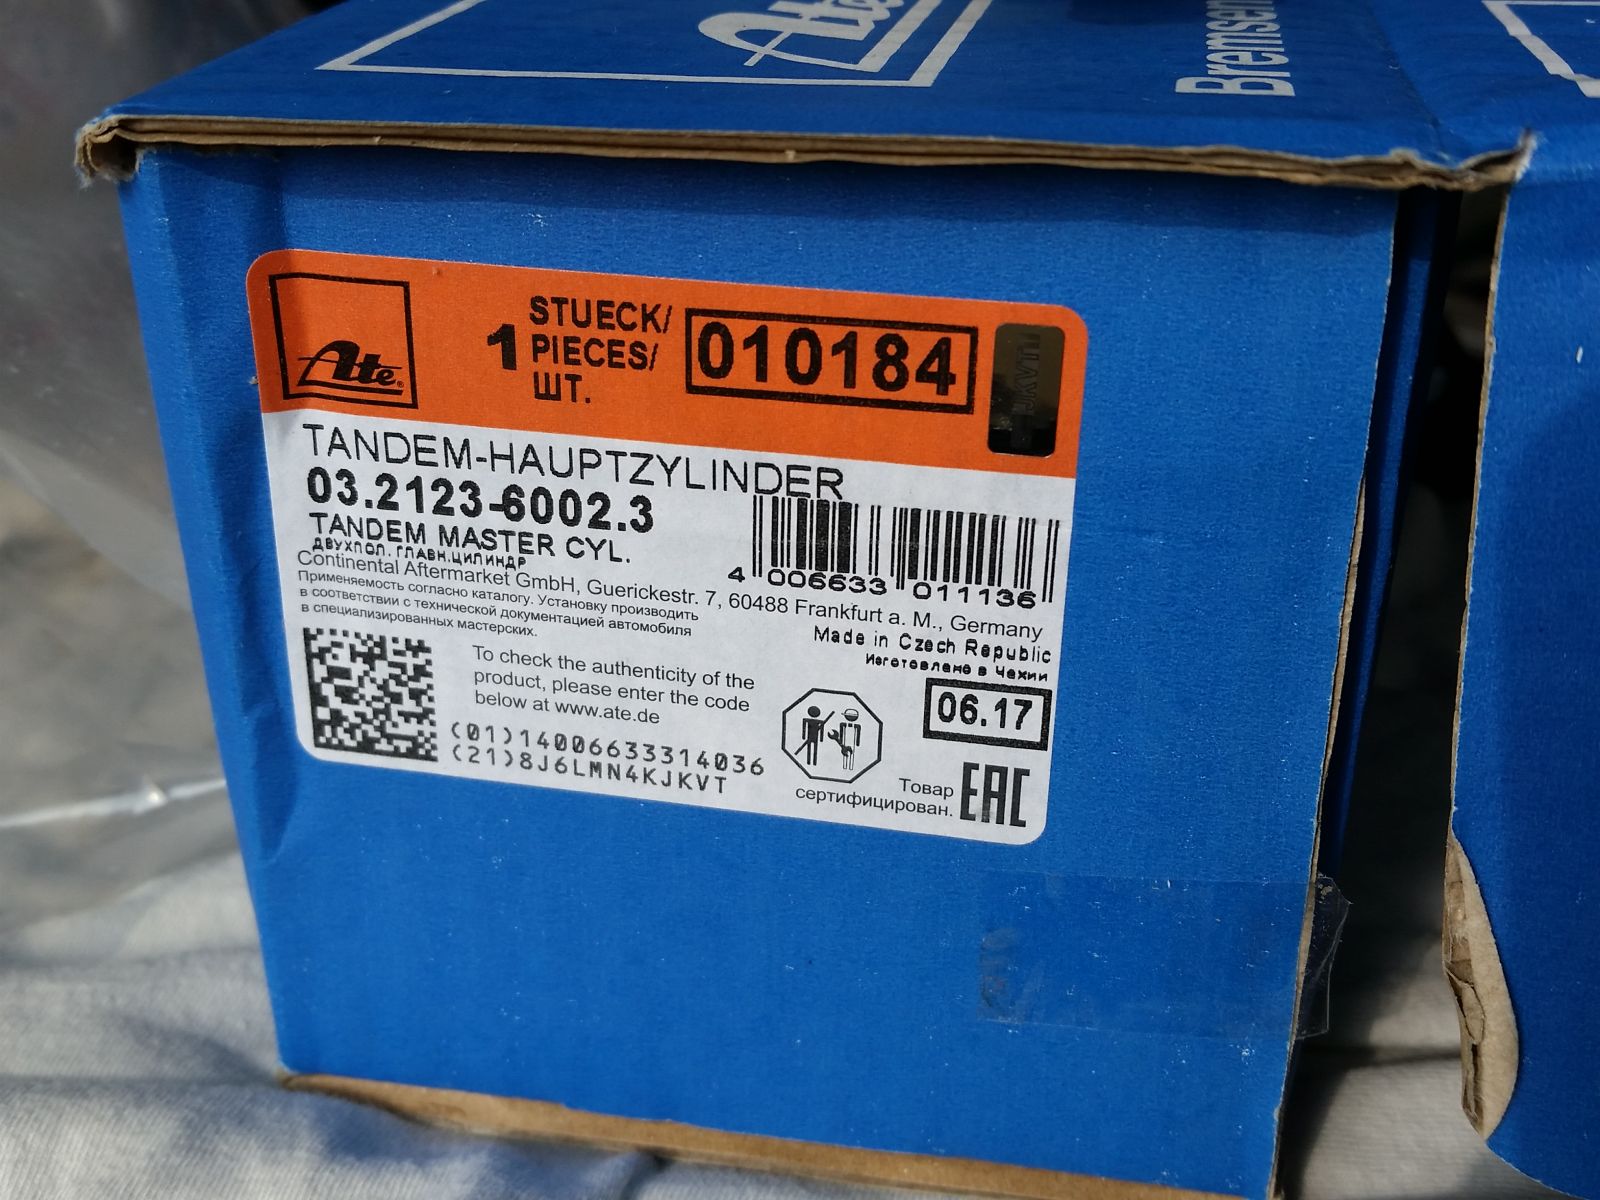 Ate
Bremsen
Ate
1 STUECK/
PIECES/
ШТ.
010184
TANDEM-HAUPTZYLINDER
03.2123-6002.3
TANDEM MASTER CYL.
ДВУХПОЛ. ГЛАВН.ЦИЛИНДР
4 006633 011136
Continental Aftermarket GmbH, Guerickestr. 7, 60488 Frankfurt a. M., Germany
Применяемость согласно каталогу. Установку производить
в соответствии с технической документацией автомобиля
в специализированных мастерских.
Made in Czech Republic
Изготовлено в Чехии
To check the authenticity of the
product, please enter the code
below at www.ate.de
(01)14006633314036
(21)8J6LMN4KJKVT
06.17
Товар
сертифицирован.
EAC